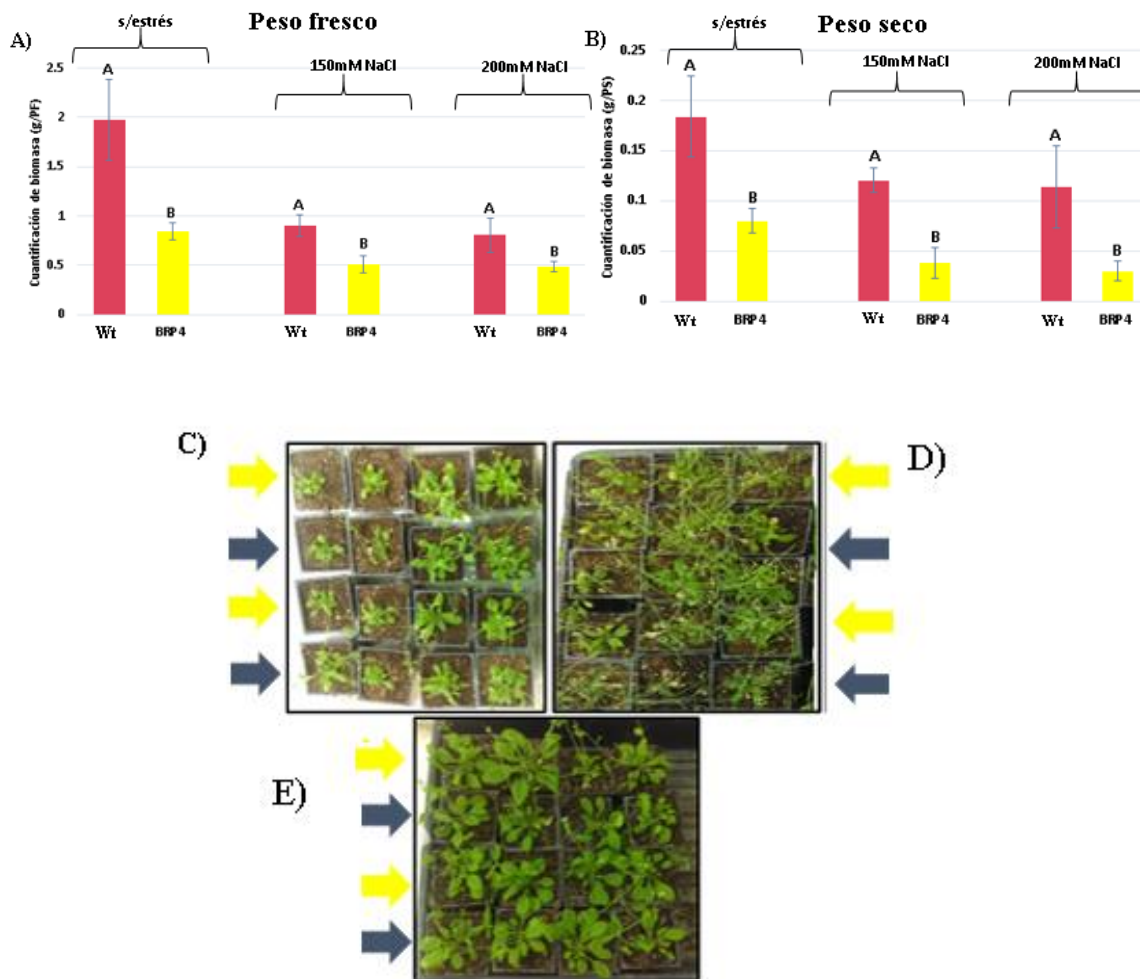 A)
s/estrés
Peso fresco
150mM NaCl
200mM NaCl
Cuantificación de biomasa (g/PF)
2.5
2
1.5
1
0.5
0
A
B
A
B
A
B
Wt
BRP4
Wt
BRP4
Wt
BRP4
B)
s/estrés
Peso seco
150mM NaCl
200mM NaCl
Cuantificación de biomasa (g/PS)
0.25
0.2
0.15
0.1
0.05
0
A
B
A
B
A
B
Wt
BRP4
Wt
BRP4
Wt
BRP4
C)
D)
E)